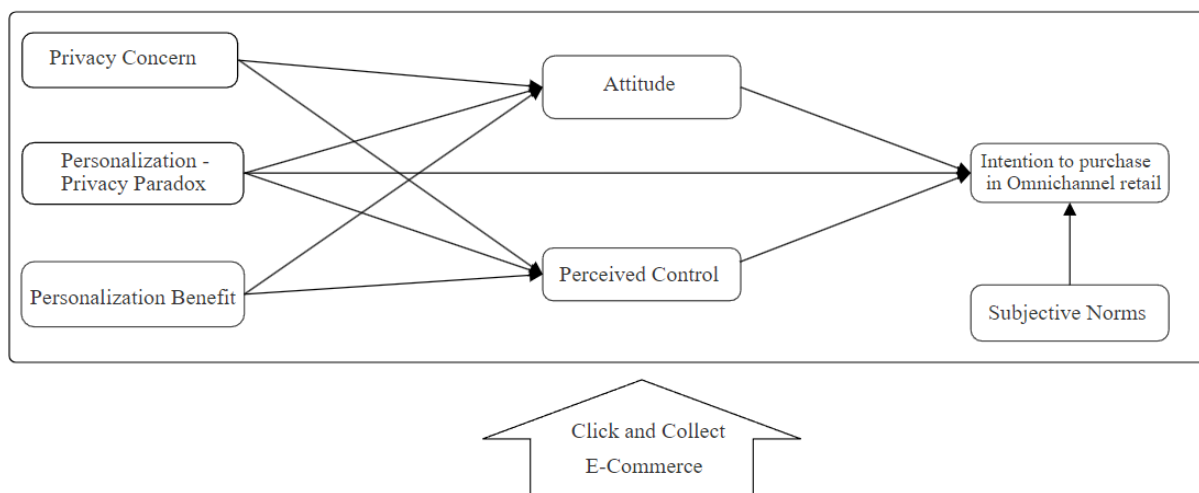 Privacy Concern
Personalization -
Privacy Paradox
Personalization Benefit
Attitude
Perceived Control
Intention to purchase
in Omnichannel retail
Subjective Norms
Click and Collect
E-Commerce